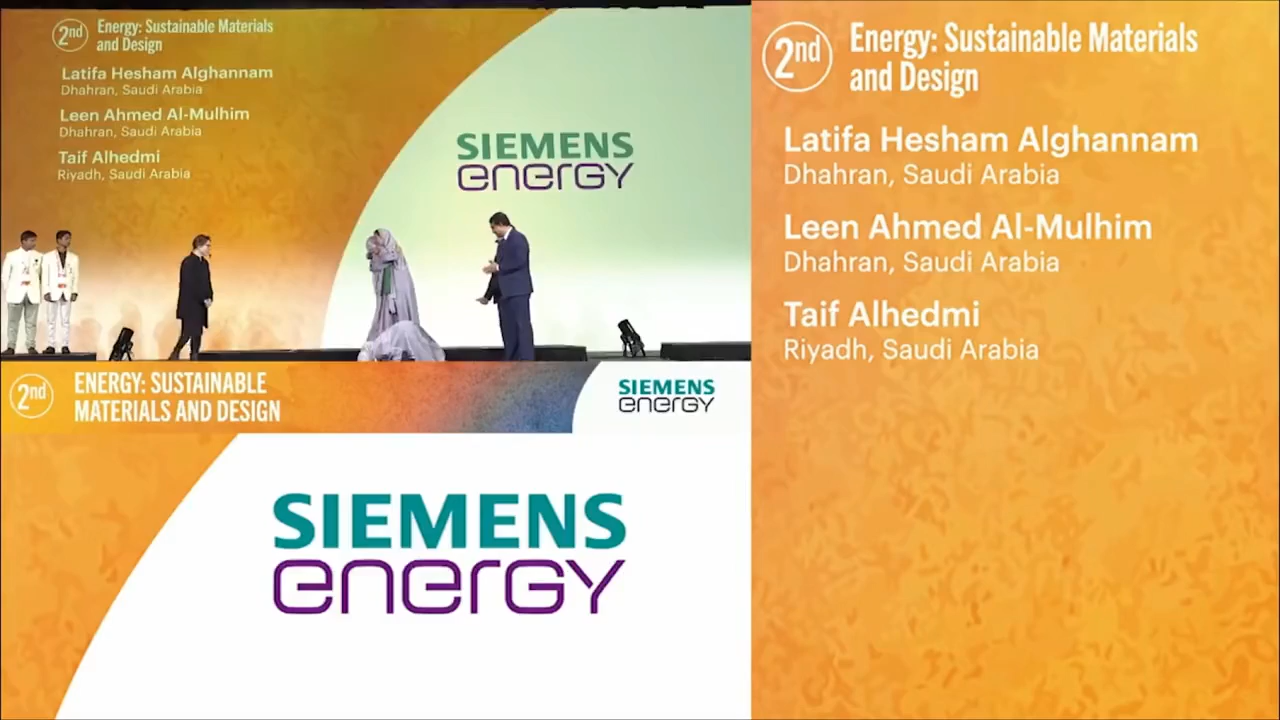 2nd
Energy: Sustainable Materials
and Design
Latifa Hesham Alghannam
Dhahran, Saudi Arabia
Leen Ahmed Al-Mulhim
Dhahran, Saudi Arabia
Taif Alhedmi
Riyadh, Saudi Arabia
SIEMENS
energy
2nd
ENERGY: SUSTAINABLE
MATERIALS AND DESIGN
SIEMENS
energy
SIEMENS
energy
2nd
Energy: Sustainable Materials
and Design
Latifa Hesham Alghannam
Dhahran, Saudi Arabia
Leen Ahmed Al-Mulhim
Dhahran, Saudi Arabia
Taif Alhedmi
Riyadh, Saudi Arabia